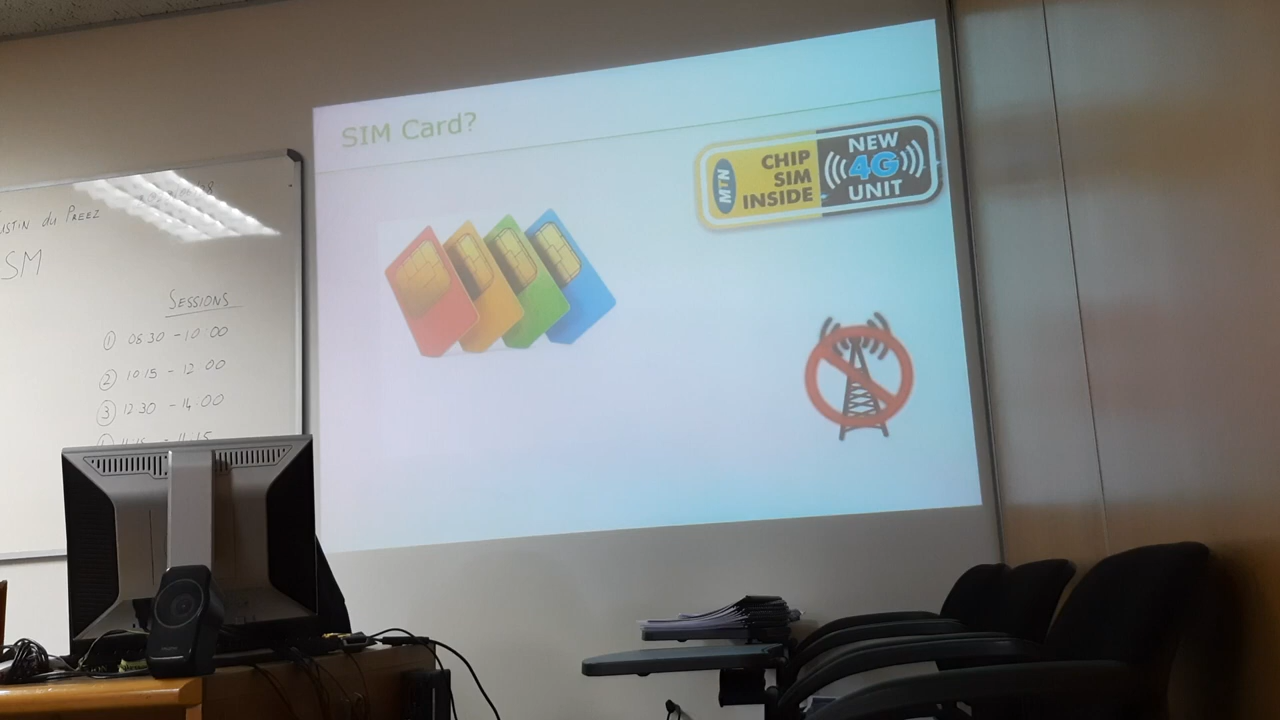 USTIN du PREEZ
SM
SESSIONS
① 08 30 - 10:00
② 10 15 - 12 00
③ 12 30 - 14:00
SIM Card?
MTN
CHIP
SIM
INSIDE
NEW
4G
UNIT